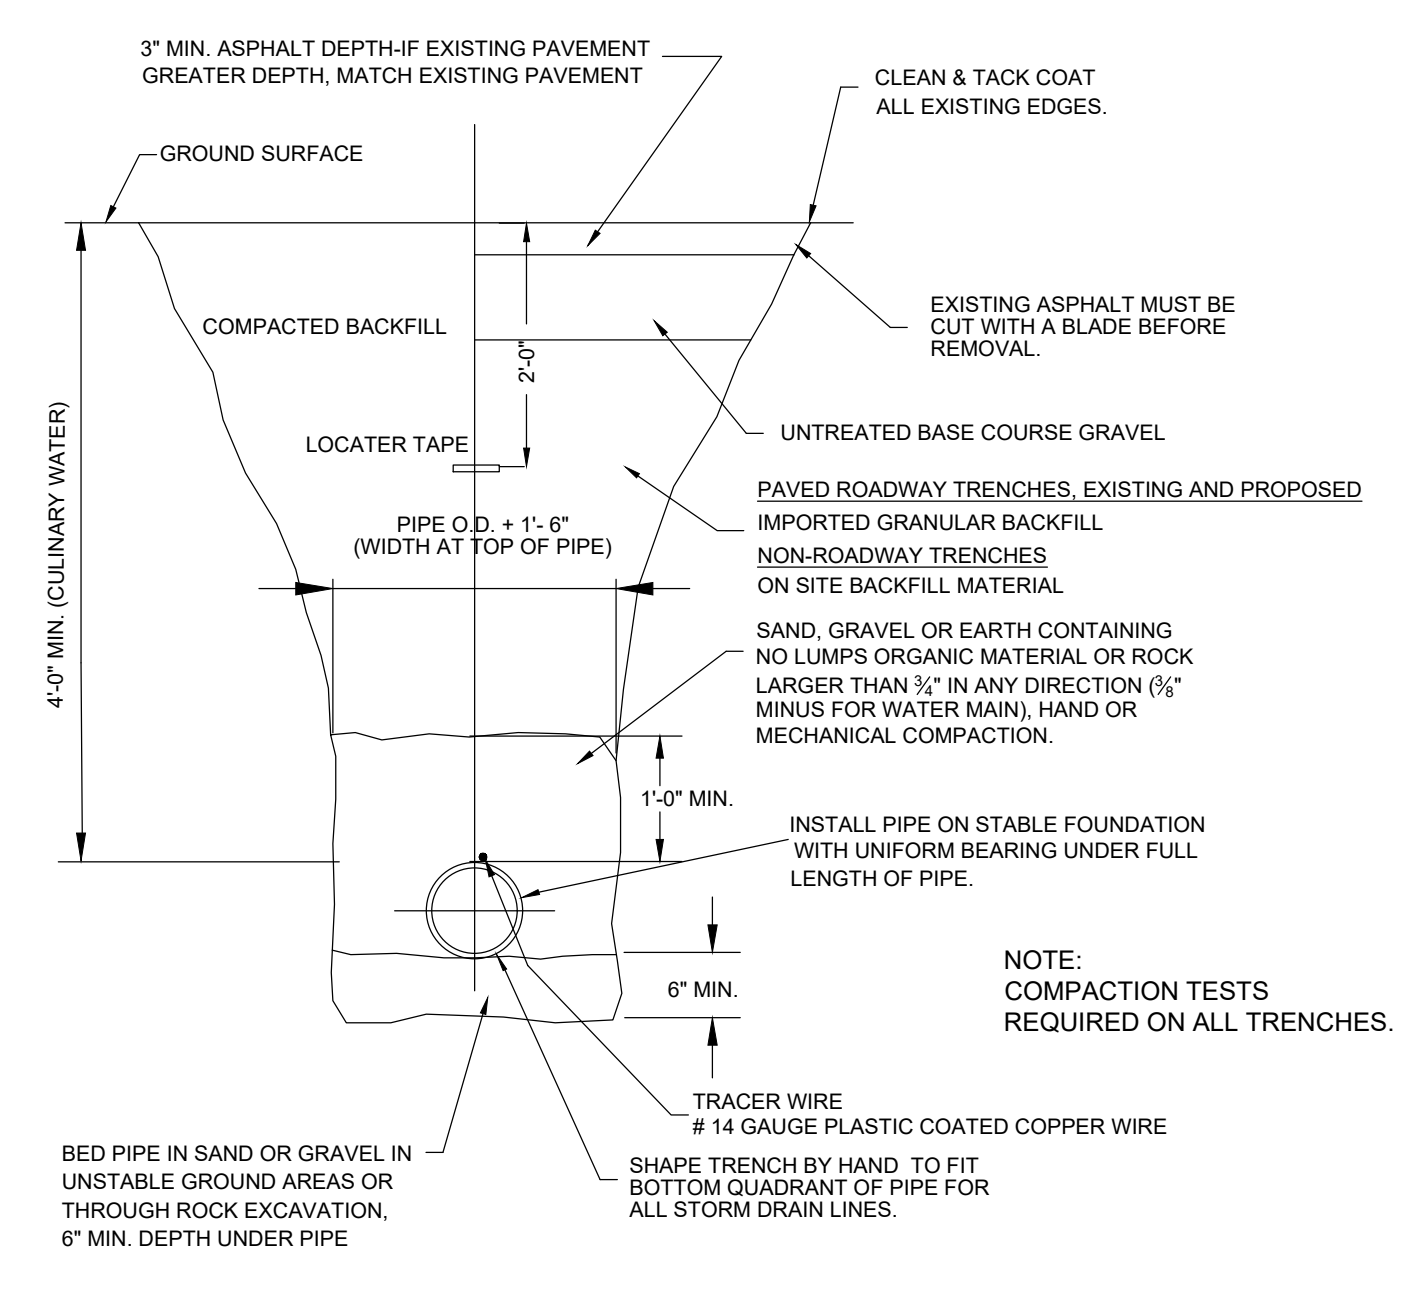 3" MIN. ASPHALT DEPTH-IF EXISTING PAVEMENT
GREATER DEPTH, MATCH EXISTING PAVEMENT
CLEAN & TACK COAT
ALL EXISTING EDGES.
GROUND SURFACE
EXISTING ASPHALT MUST BE
CUT WITH A BLADE BEFORE
REMOVAL.
COMPACTED BACKFILL
2'-0"
4'-0" MIN. (CULINARY WATER)
LOCATER TAPE
UNTREATED BASE COURSE GRAVEL
PAVED ROADWAY TRENCHES, EXISTING AND PROPOSED
IMPORTED GRANULAR BACKFILL
NON-ROADWAY TRENCHES
ON SITE BACKFILL MATERIAL
PIPE O.D. + 1'- 6"
(WIDTH AT TOP OF PIPE)
SAND, GRAVEL OR EARTH CONTAINING
NO LUMPS ORGANIC MATERIAL OR ROCK
LARGER THAN ¾" IN ANY DIRECTION (⅜"
MINUS FOR WATER MAIN), HAND OR
MECHANICAL COMPACTION.
1'-0" MIN.
INSTALL PIPE ON STABLE FOUNDATION
WITH UNIFORM BEARING UNDER FULL
LENGTH OF PIPE.
6" MIN.
NOTE:
COMPACTION TESTS
REQUIRED ON ALL TRENCHES.
TRACER WIRE
# 14 GAUGE PLASTIC COATED COPPER WIRE
BED PIPE IN SAND OR GRAVEL IN
UNSTABLE GROUND AREAS OR
THROUGH ROCK EXCAVATION,
6" MIN. DEPTH UNDER PIPE
SHAPE TRENCH BY HAND TO FIT
BOTTOM QUADRANT OF PIPE FOR
ALL STORM DRAIN LINES.